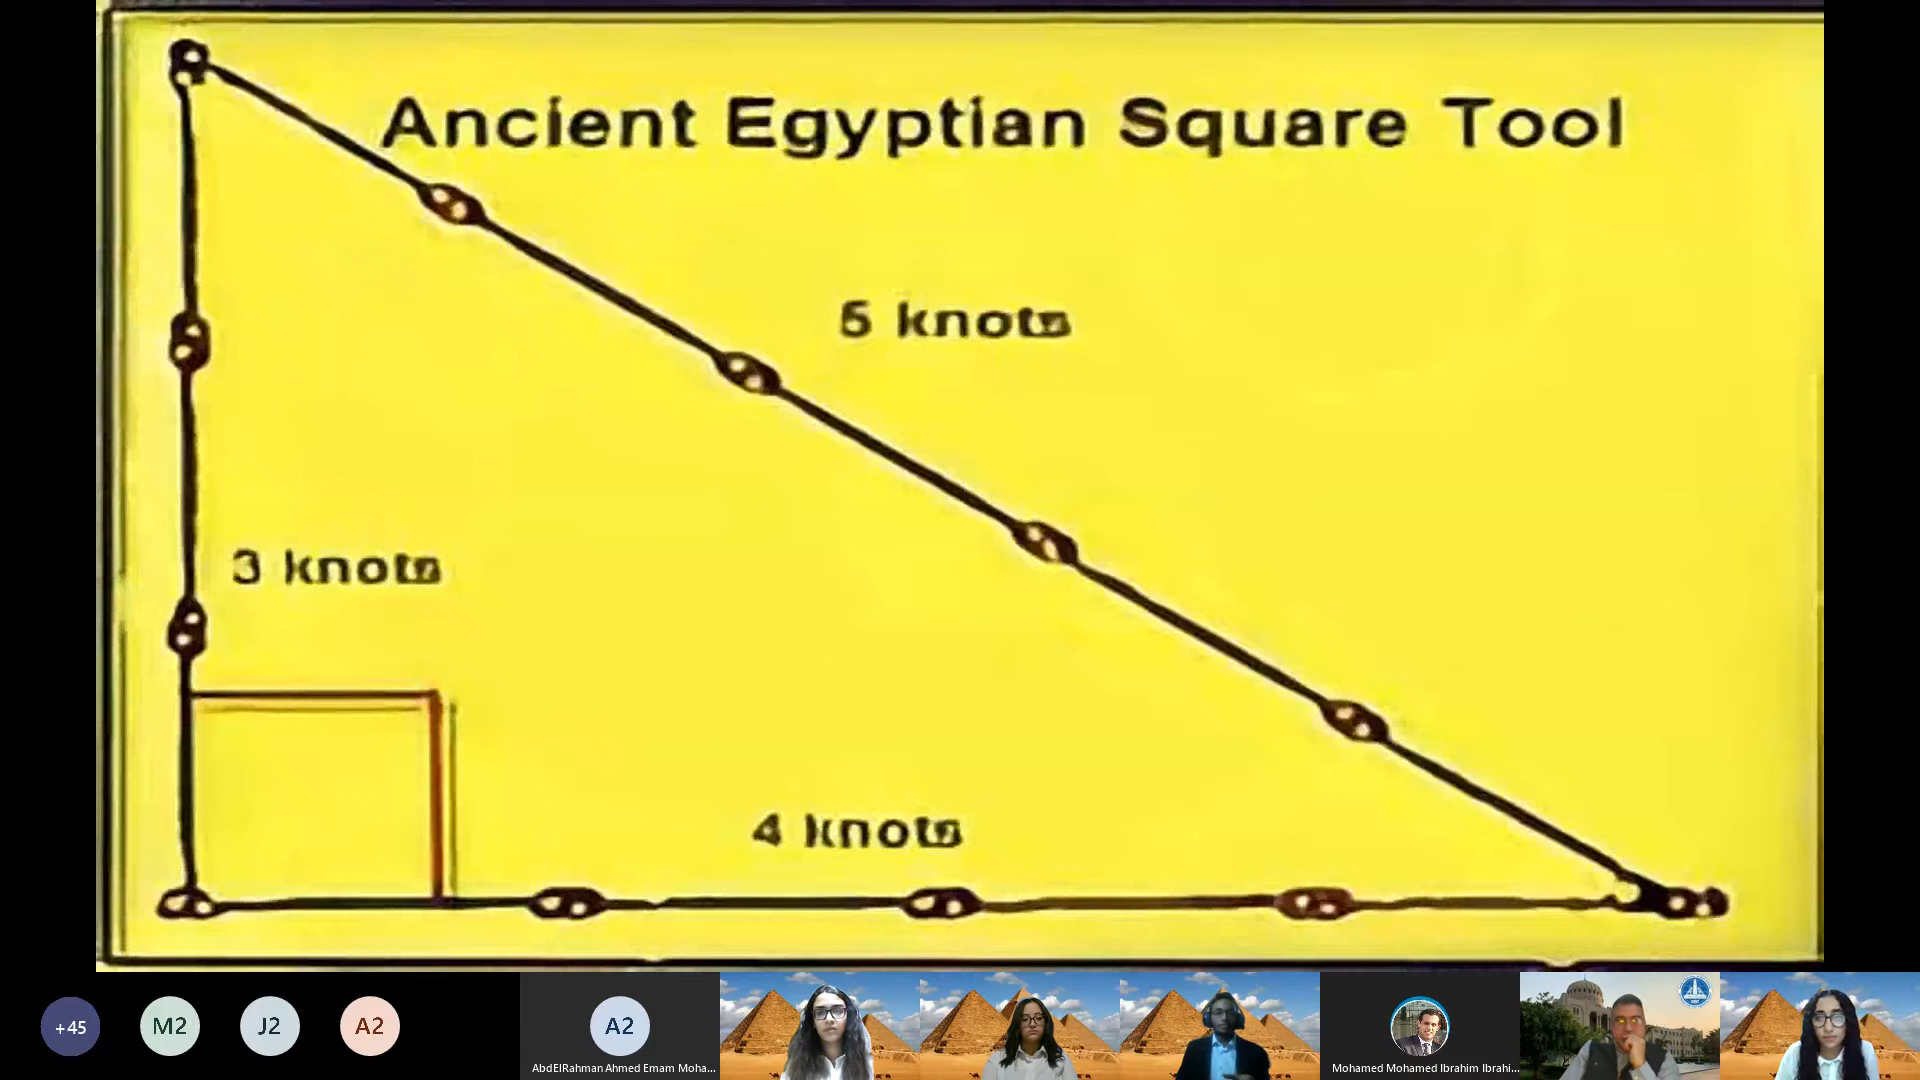 Ancient Egyptian Square Tool
5 knots
3 knots
4 knots
+45
M2
J2
A2
A2
AbdElRahman Ahmed Emam Moha...
Mohamed Mohamed Ibrahim Ibrahi...